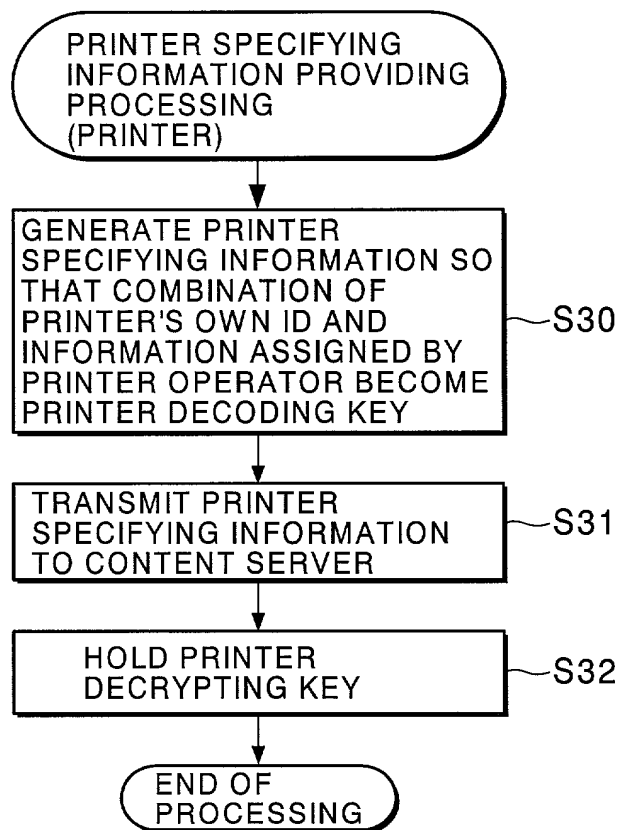 PRINTER SPECIFYING
INFORMATION PROVIDING
PROCESSING
(PRINTER)
GENERATE PRINTER
SPECIFYING INFORMATION SO
THAT COMBINATION OF
PRINTER'S OWN ID AND
INFORMATION ASSIGNED BY
PRINTER OPERATOR BECOME
PRINTER DECODING KEY
S30
TRANSMIT PRINTER
SPECIFYING INFORMATION
TO CONTENT SERVER
S31
HOLD PRINTER
DECRYPTING KEY
S32
END OF
PROCESSING